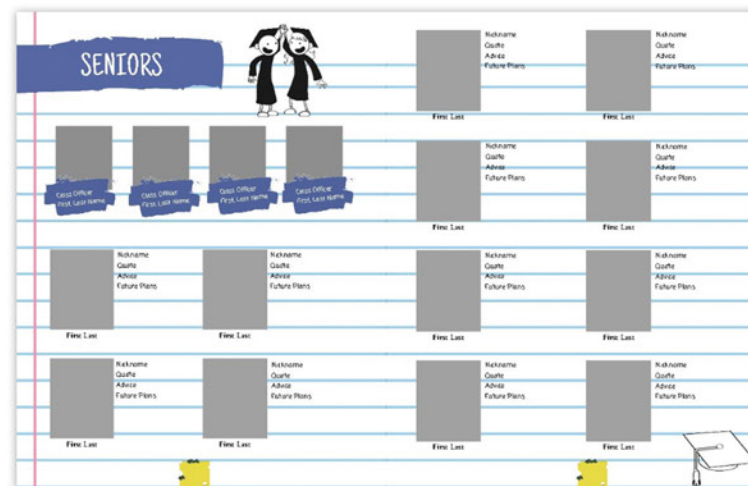 SENIORS
Class Officer
First Last Name
Class Officer
First Last Name
Class Officer
First Last Name
Class Officer
First Last Name
Nickname
Quote
Advice
Future Plans
First Last
Nickname
Quote
Advice
Future Plans
First Last
Nickname
Quote
Advice
Future Plans
First Last
Nickname
Quote
Advice
Future Plans
First Last
Nickname
Quote
Advice
Future Plans
First Last
Nickname
Quote
Advice
Future Plans
First Last
Nickname
Quote
Advice
Future Plans
First Last
Nickname
Quote
Advice
Future Plans
First Last
Nickname
Quote
Advice
Future Plans
First Last
Nickname
Quote
Advice
Future Plans
First Last
Nickname
Quote
Advice
Future Plans
First Last
Nickname
Quote
Advice
Future Plans
First Last